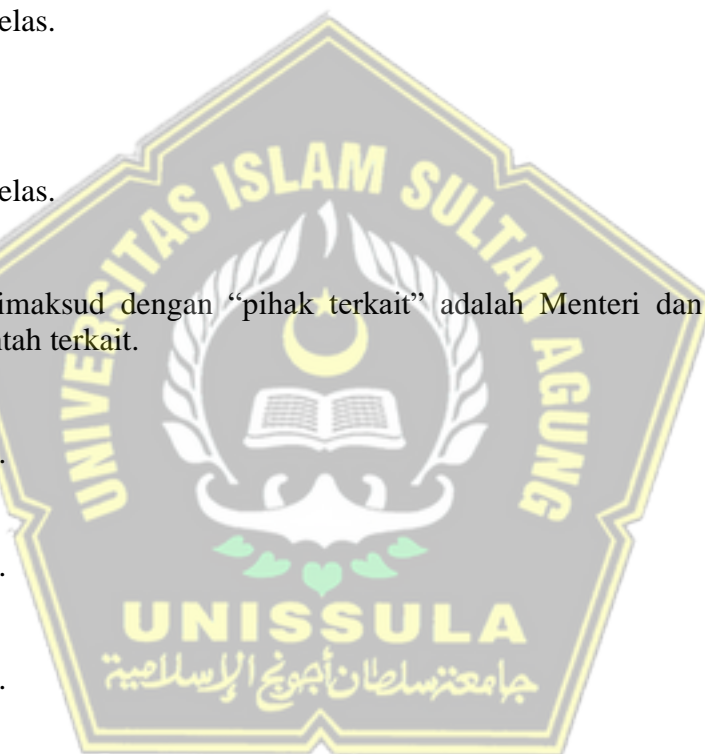 elas.
elas.
UNIVERSITAS ISLAM SULTAN AGUNG
imaksud dengan “pihak terkait” adalah Menteri dan
ntah terkait.
.
.
UNISSULA
جامعة سلطان أجونج الإسلامية
.